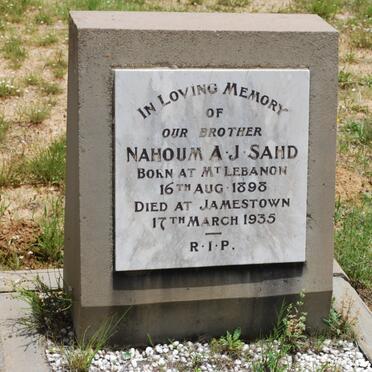 IN LOVING MEMORY
OF
OUR BROTHER
NAHOUM A·J·SAHD
BORN AT MT LEBANON
16TH AUG 1898
DIED AT JAMESTOWN
17TH MARCH 1935
R·I·P.